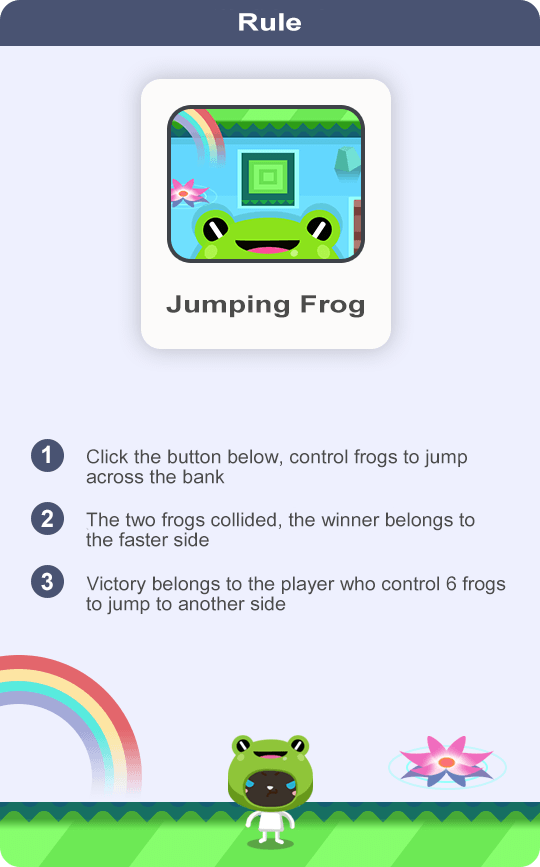 Rule
Jumping Frog
1
Click the button below, control frogs to jump
across the bank
2
The two frogs collided, the winner belongs to
the faster side
3
Victory belongs to the player who control 6 frogs
to jump to another side